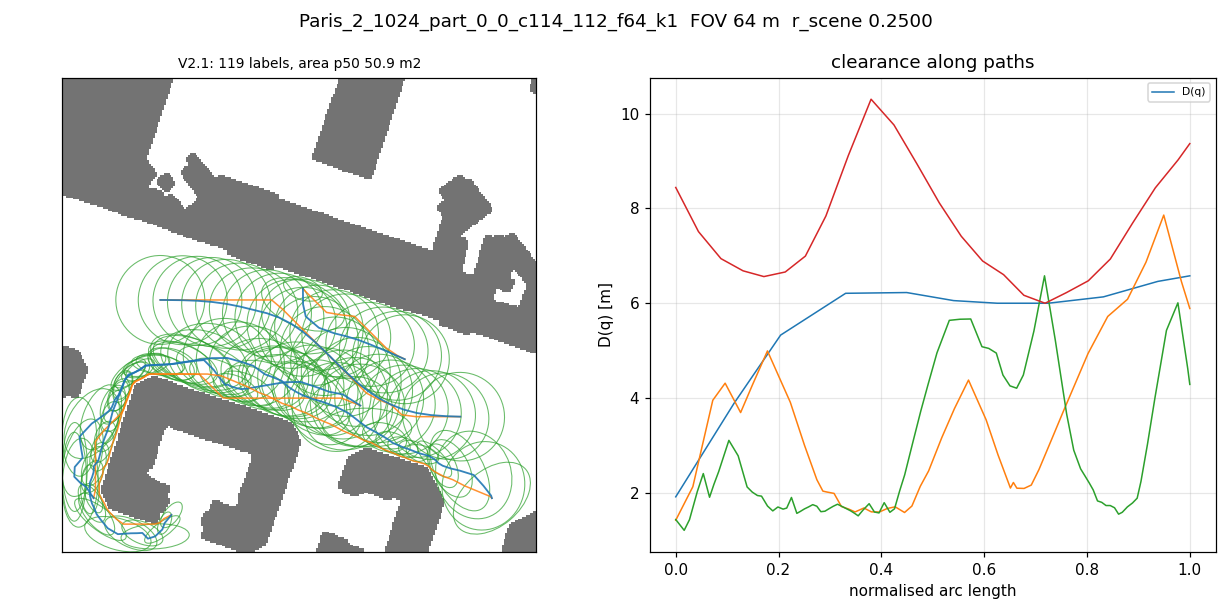 Paris_2_1024_part_0_0_c114_112_f64_k1 FOV 64 m r_scene 0.2500
V2.1: 119 labels, area p50 50.9 m2
clearance along paths
D(q)
10
8
6
4
2
D(q) [m]
0.0 0.2 0.4 0.6 0.8 1.0
normalised arc length